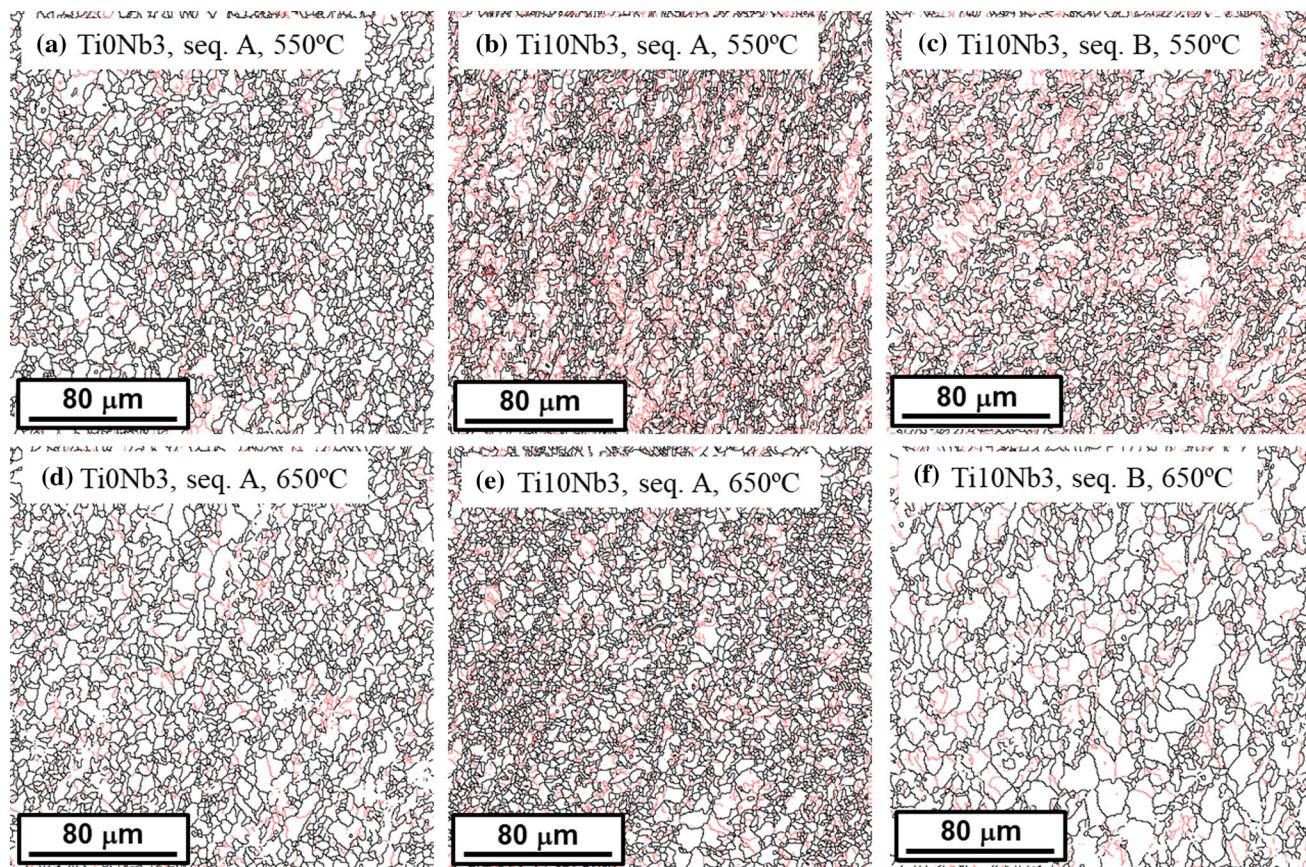 (a) Ti0Nb3, seq. A, 550ºC
(b) Ti10Nb3, seq. A, 550ºC
(c) Ti10Nb3, seq. B, 550ºC
80 μm
80 μm
80 μm
(d) Ti0Nb3, seq. A, 650ºC
(e) Ti10Nb3, seq. A, 650ºC
(f) Ti10Nb3, seq. B, 650ºC
80 μm
80 μm
80 μm